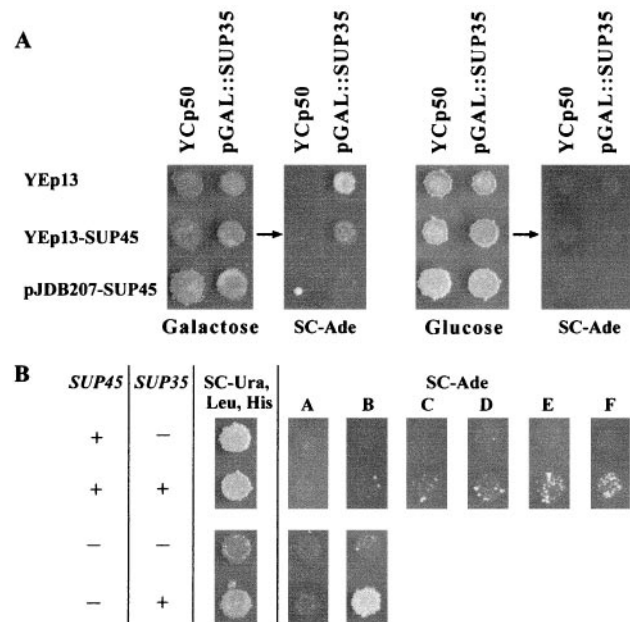 A
YCp50
pGAL::SUP35
YCp50
pGAL::SUP35
YCp50
pGAL::SUP35
YCp50
pGAL::SUP35
YEp13
YEp13-SUP45
pJDB207-SUP45
Galactose SC-Ade Glucose SC-Ade
B
SUP45 SUP35 SC-Ura, Leu, His SC-Ade
A B C D E F
+ −
+ +
− −
− +